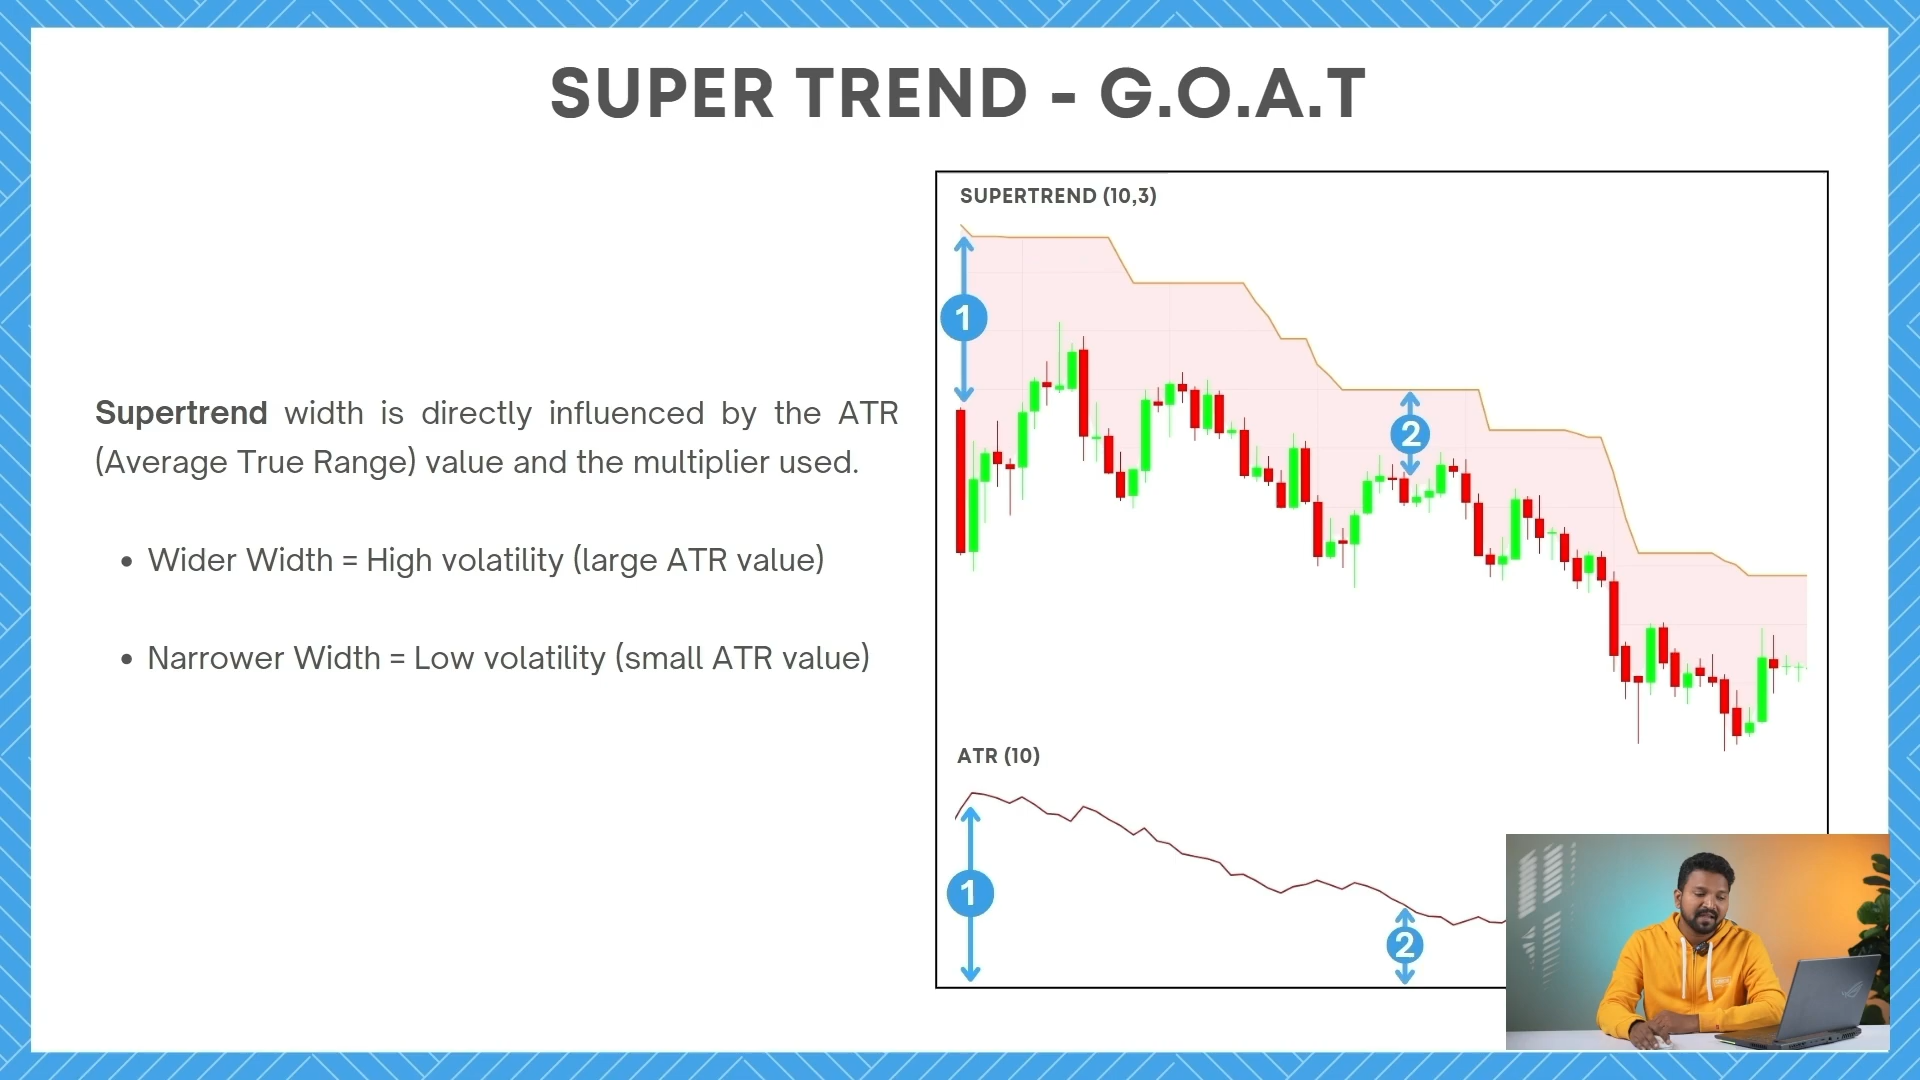 SUPER TREND - G.O.A.T
Supertrend width is directly influenced by the ATR
(Average True Range) value and the multiplier used.
• Wider Width = High volatility (large ATR value)
• Narrower Width = Low volatility (small ATR value)
SUPERTREND (10,3)
1
2
ATR (10)
1
2